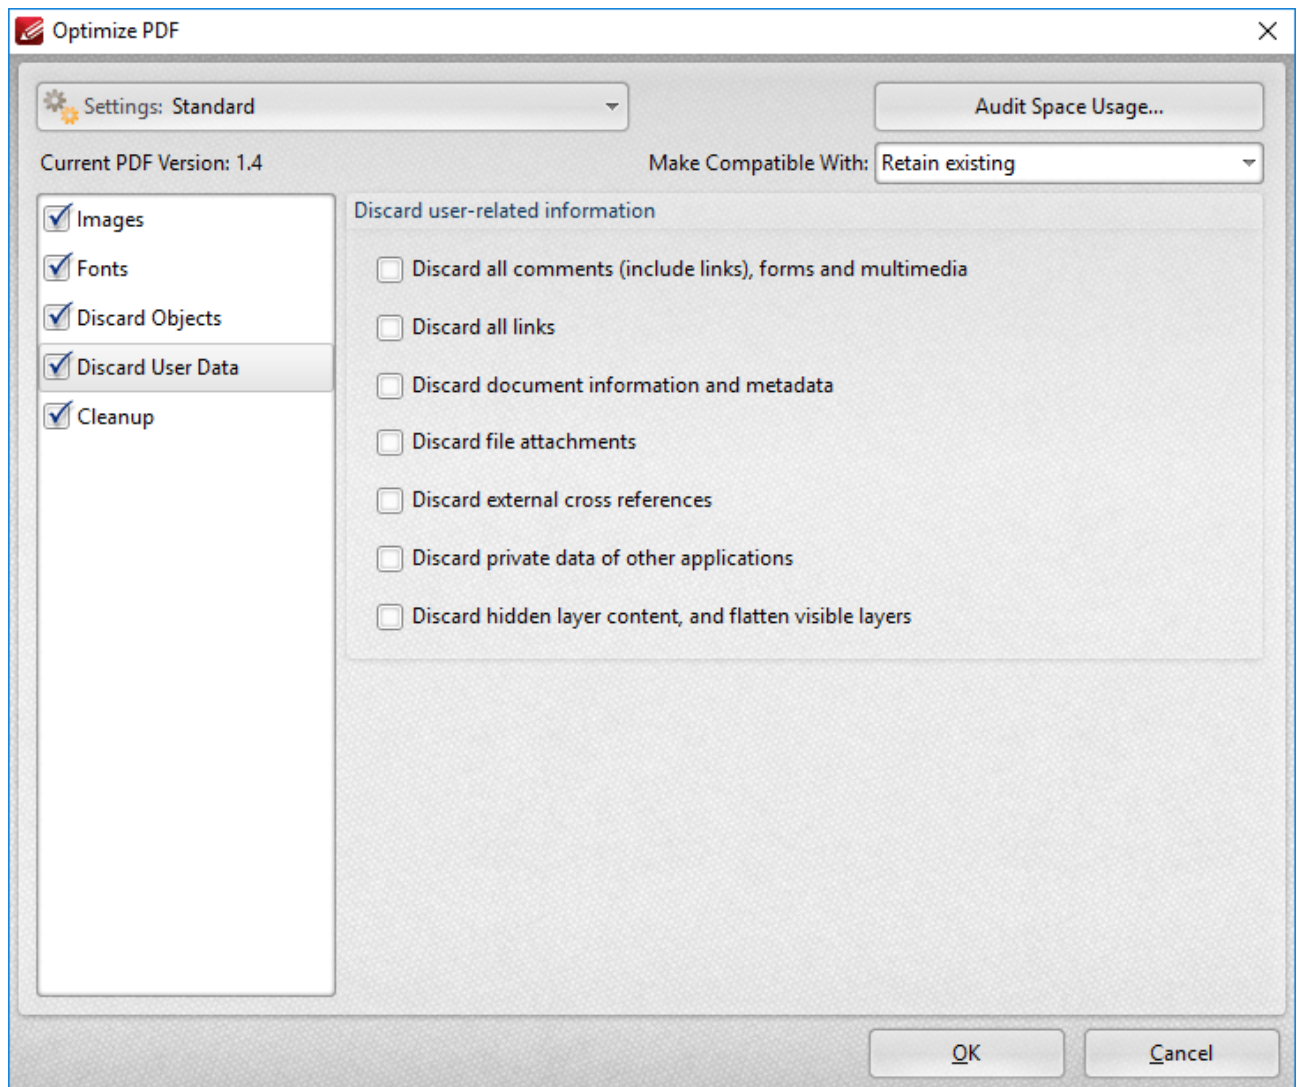 Optimize PDF
Settings: Standard
Audit Space Usage...
Current PDF Version: 1.4
Make Compatible With: Retain existing
Images
Fonts
Discard Objects
Discard User Data
Cleanup
Discard user-related information
Discard all comments (include links), forms and multimedia
Discard all links
Discard document information and metadata
Discard file attachments
Discard external cross references
Discard private data of other applications
Discard hidden layer content, and flatten visible layers
OK
Cancel